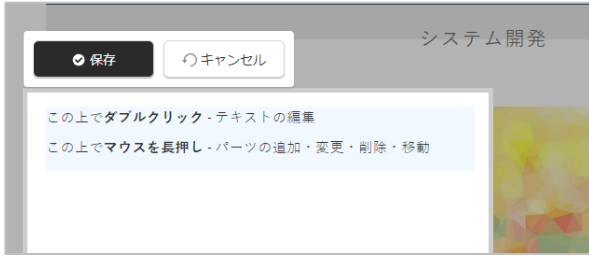 システム開発
保存
キャンセル
この上でダブルクリック - テキストの編集
この上でマウスを長押し - パーツの追加・変更・削除・移動